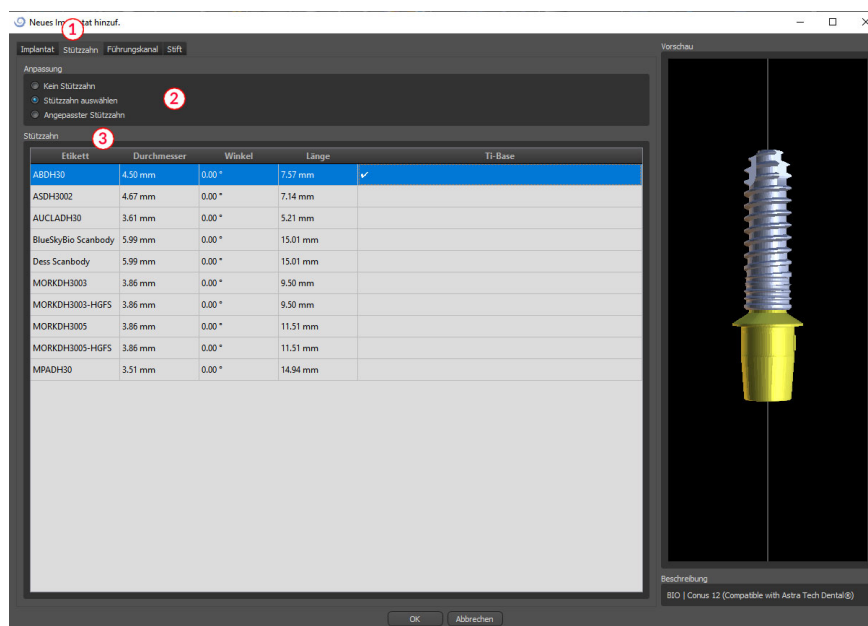 Neues Im at hinzuf.
1
Implantat Stützzahn Führungskanal Stift
Vorschau
Anpassung
Kein Stützzahn
Stützzahn auswählen
2
Angepasster Stützzahn
Stützzahn
3
Etikett Durchmesser Winkel Länge Ti-Base
ABDH30 4.50 mm 0.00 ° 7.57 mm ✔
ASDH3002 4.67 mm 0.00 ° 7.14 mm
AUCLADH30 3.61 mm 0.00 ° 5.21 mm
BlueSkyBio Scanbody 5.99 mm 0.00 ° 15.01 mm
Dess Scanbody 5.99 mm 0.00 ° 15.01 mm
MORKDH3003 3.86 mm 0.00 ° 9.50 mm
MORKDH3003-HGFS 3.86 mm 0.00 ° 9.50 mm
MORKDH3005 3.86 mm 0.00 ° 11.51 mm
MORKDH3005-HGFS 3.86 mm 0.00 ° 11.51 mm
MPADH30 3.51 mm 0.00 ° 14.94 mm
Beschreibung
BIO | Conus 12 (Compatible with Astra Tech Dental®)
OK Abbrechen